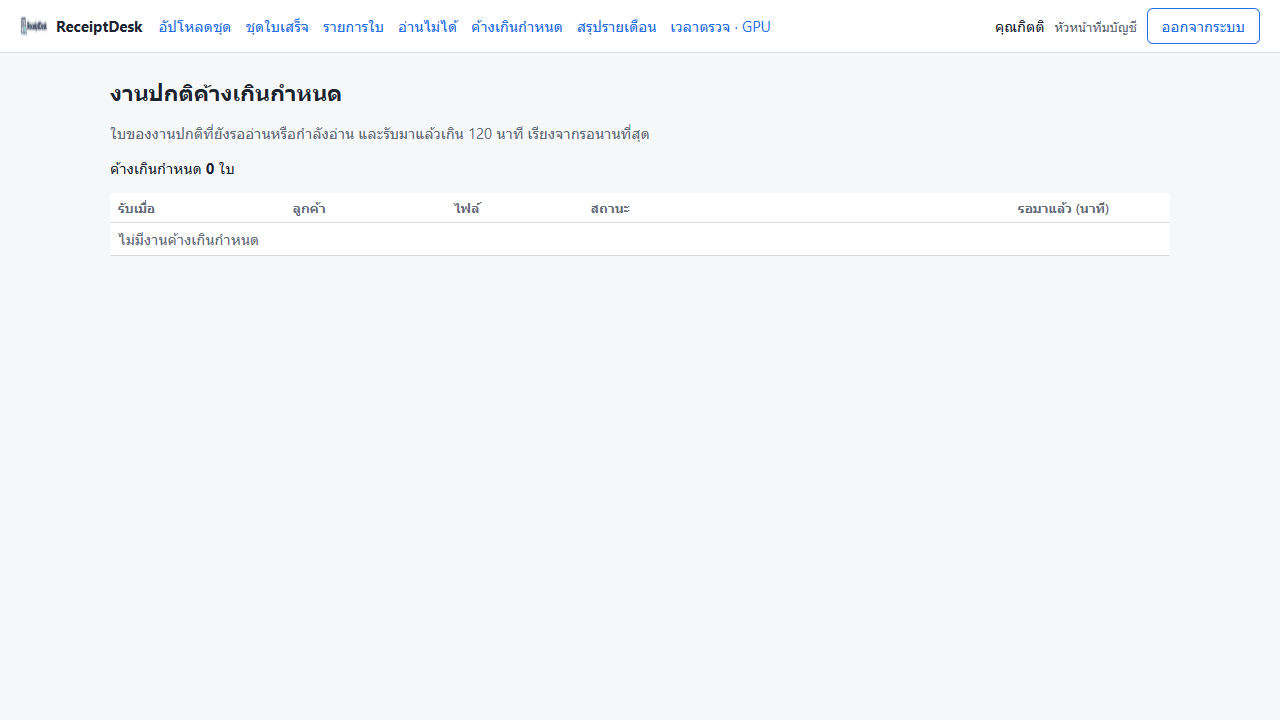 ReceiptDesk อัปโหลดชุด ชุดใบเสร็จ รายการใบ อ่านไม่ได้ ค้างเกินกำหนด สรุปรายเดือน เวลาตรวจ · GPU คุณกิตติ หัวหน้าทีมบัญชี ออกจากระบบ
งานปกติค้างเกินกำหนด
ใบของงานปกติที่ยังรออ่านหรือกำลังอ่าน และรับมาแล้วเกิน 120 นาที เรียงจากรอนานที่สุด
ค้างเกินกำหนด 0 ใบ
รับเมื่อ ลูกค้า ไฟล์ สถานะ รอมาแล้ว (นาที)
ไม่มีงานค้างเกินกำหนด